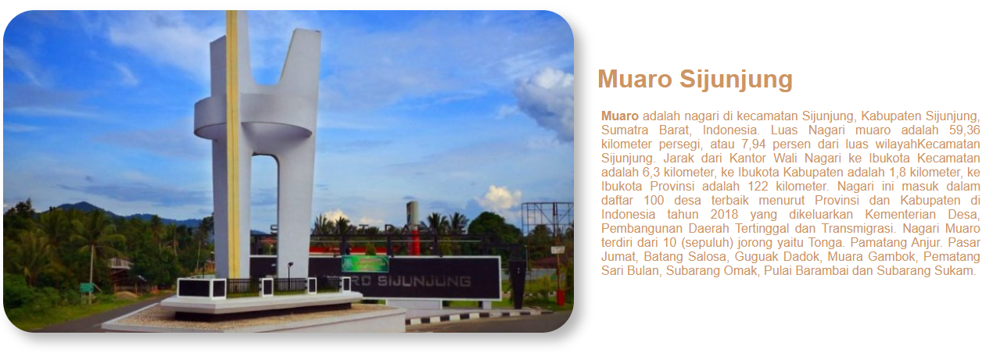 Muaro Sijunjung
Muaro adalah nagari di kecamatan Sijunjung, Kabupaten Sijunjung,
Sumatra Barat, Indonesia. Luas Nagari muaro adalah 59,36
kilometer persegi, atau 7,94 persen dari luas wilayahKecamatan
Sijunjung. Jarak dari Kantor Wali Nagari ke Ibukota Kecamatan
adalah 6,3 kilometer, ke Ibukota Kabupaten adalah 1,8 kilometer, ke
Ibukota Provinsi adalah 122 kilometer. Nagari ini masuk dalam
daftar 100 desa terbaik menurut Provinsi dan Kabupaten di
Indonesia tahun 2018 yang dikeluarkan Kementerian Desa,
Pembangunan Daerah Tertinggal dan Transmigrasi. Nagari Muaro
terdiri dari 10 (sepuluh) jorong yaitu Tonga. Pamatang Anjur. Pasar
Jumat, Batang Salosa, Guguak Dadok, Muara Gambok, Pematang
Sari Bulan, Subarang Omak, Pulai Barambai dan Subarang Sukam.
RO SIJUNJUNG